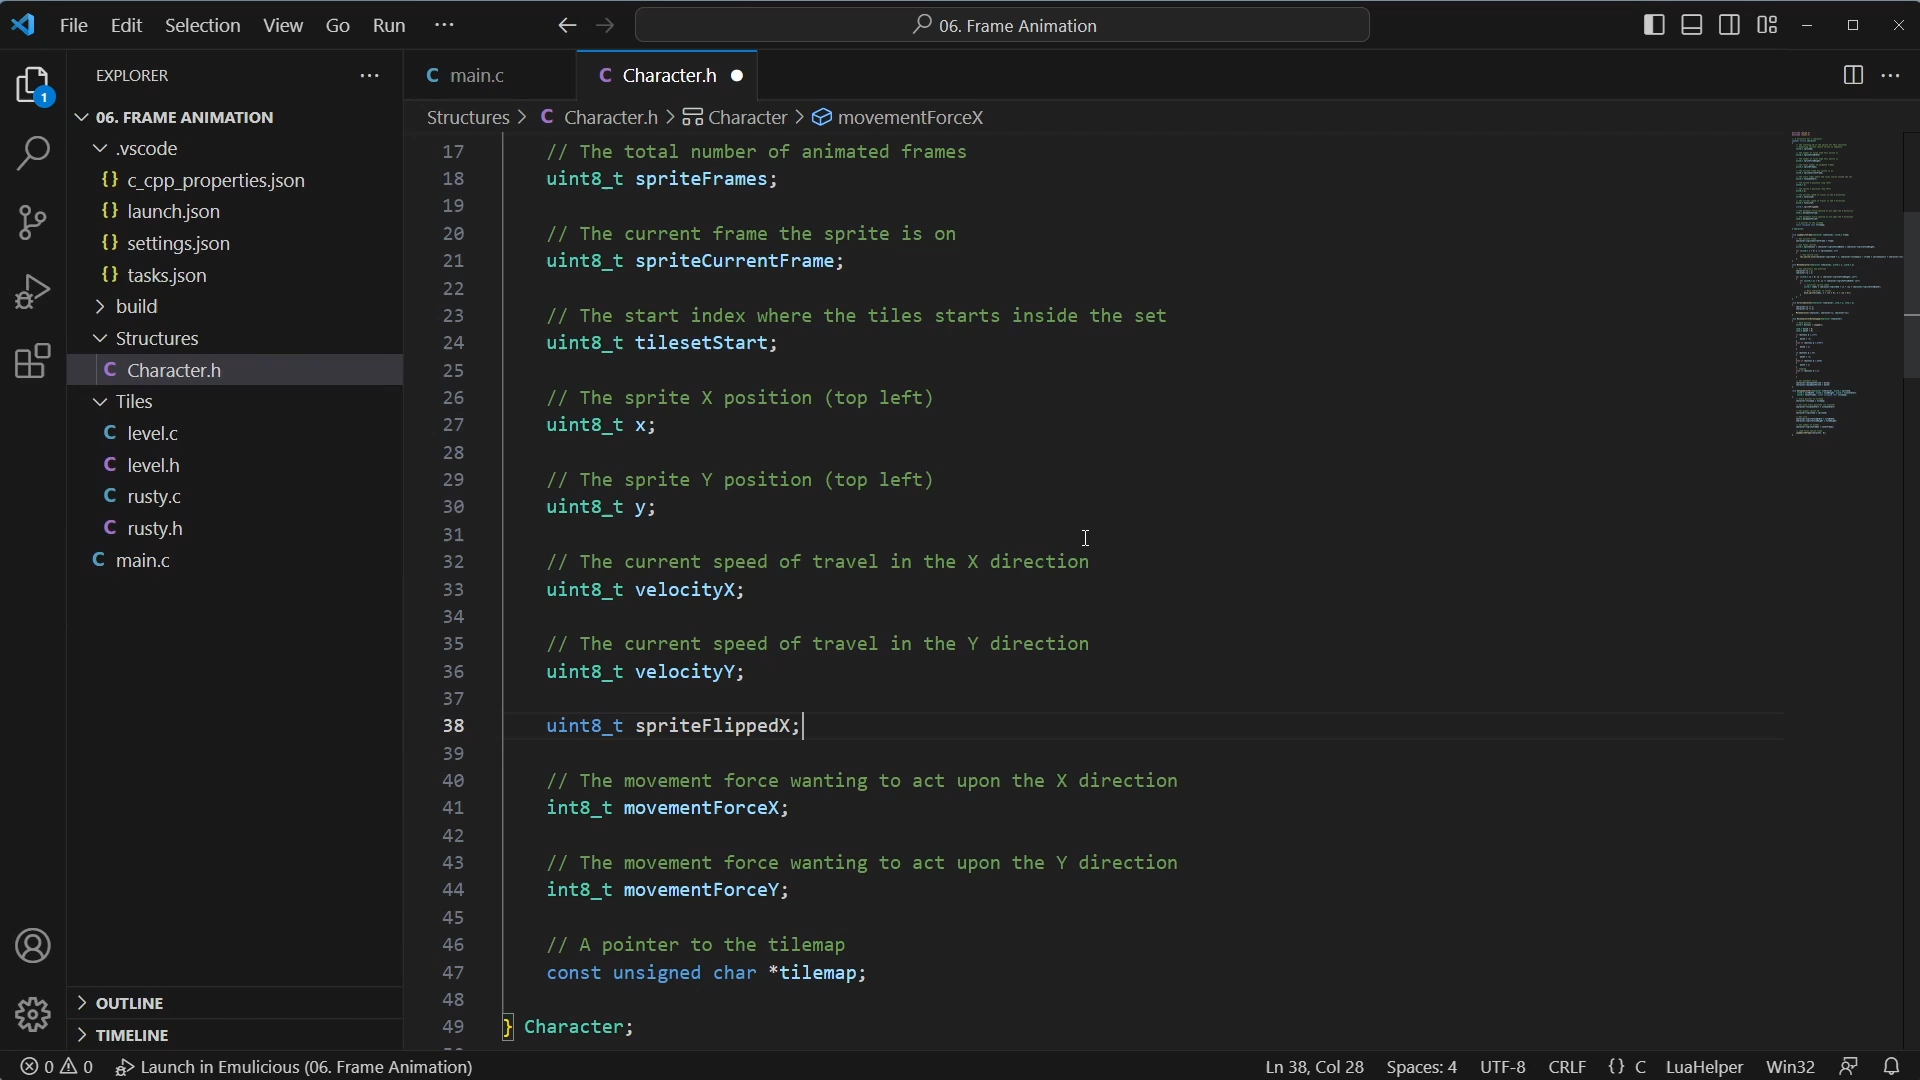 File Edit Selection View Go Run ···
06. Frame Animation
EXPLORER ···
1
06. FRAME ANIMATION
.vscode
{} c_cpp_properties.json
{} launch.json
{} settings.json
{} tasks.json
build
Structures
C Character.h
Tiles
C level.c
C level.h
C rusty.c
C rusty.h
C main.c
OUTLINE
TIMELINE
C main.c
C Character.h
Structures > C Character.h > Character > movementForceX
17 // The total number of animated frames
18 uint8_t spriteFrames;
19
20 // The current frame the sprite is on
21 uint8_t spriteCurrentFrame;
22
23 // The start index where the tiles starts inside the set
24 uint8_t tilesetStart;
25
26 // The sprite X position (top left)
27 uint8_t x;
28
29 // The sprite Y position (top left)
30 uint8_t y;
31
32 // The current speed of travel in the X direction
33 uint8_t velocityX;
34
35 // The current speed of travel in the Y direction
36 uint8_t velocityY;
37
38 uint8_t spriteFlippedX;
39
40 // The movement force wanting to act upon the X direction
41 int8_t movementForceX;
42
43 // The movement force wanting to act upon the Y direction
44 int8_t movementForceY;
45
46 // A pointer to the tilemap
47 const unsigned char *tilemap;
48
49 } Character;
0 0 Launch in Emulicious (06. Frame Animation)
Ln 38, Col 28 Spaces: 4 UTF-8 CRLF {} C LuaHelper Win32